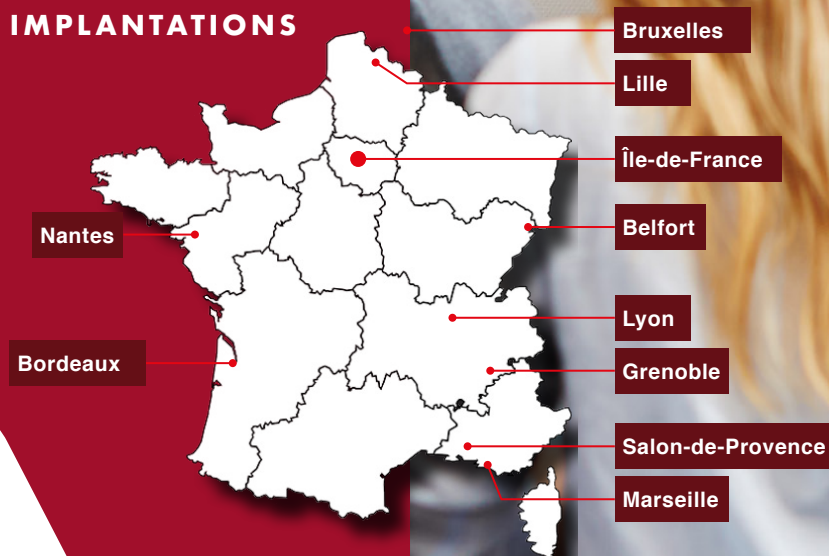 IMPLANTATIONS
Bruxelles
Lille
Île-de-France
Nantes
Belfort
Lyon
Bordeaux
Grenoble
Salon-de-Provence
Marseille